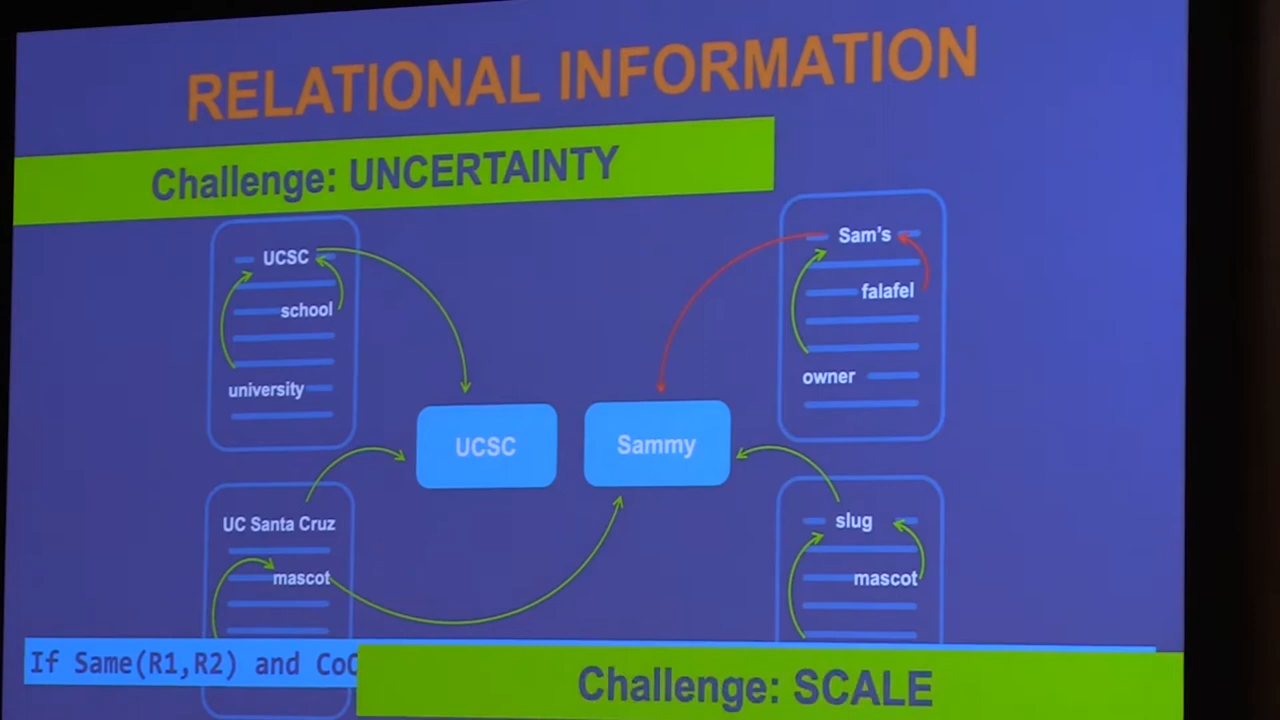 RELATIONAL INFORMATION
Challenge: UNCERTAINTY
UCSC
school
university
Sam's
falafel
owner
UCSC
Sammy
UC Santa Cruz
mascot
slug
mascot
If Same(R1,R2) and
Challenge: SCALE